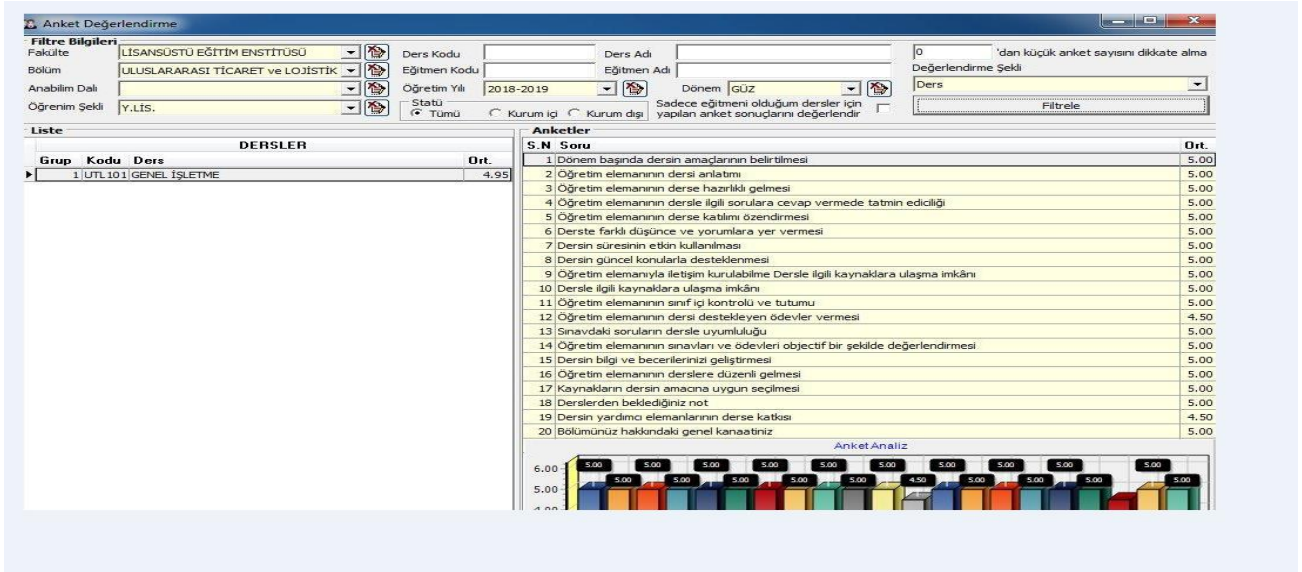 Anket Değerlendirme
Filtre Bilgileri
Fakülte LİSANSÜSTÜ EĞİTİM ENSTİTÜSÜ Ders Kodu Ders Adı 0 'dan küçük anket sayısını dikkate alma
Bölüm ULUSLARARASI TİCARET ve LOJİSTİK Eğitmen Kodu Eğitmen Adı Değerlendirme Şekli
Anabilim Dalı Öğretim Yılı 2018-2019 Dönem GÜZ Ders
Öğrenim Şekli Y.LİS. Statü Tümü Kurum içi Kurum dışı Sadece eğitmeni olduğum dersler için yapılan anket sonuçlarını değerlendir Filtrele
Liste
DERSLER
Grup Kodu Ders Ort.
1 UTL101 GENEL İŞLETME 4.95
Anketler
S.N Soru Ort.
1 Dönem başında dersin amaçlarının belirtilmesi 5.00
2 Öğretim elemanının dersi anlatımı 5.00
3 Öğretim elemanının derse hazırlıklı gelmesi 5.00
4 Öğretim elemanının dersle ilgili sorulara cevap vermede tatmin ediciliği 5.00
5 Öğretim elemanının derse katılımı özendirmesi 5.00
6 Derste farklı düşünce ve yorumlara yer vermesi 5.00
7 Dersin süresinin etkin kullanılması 5.00
8 Dersin güncel konularla desteklenmesi 5.00
9 Öğretim elemanıyla iletişim kurulabilme Dersle ilgili kaynaklara ulaşma imkânı 5.00
10 Dersle ilgili kaynaklara ulaşma imkânı 5.00
11 Öğretim elemanının sınıf içi kontrolü ve tutumu 5.00
12 Öğretim elemanının dersi destekleyen ödevler vermesi 4.50
13 Sınavdaki soruların dersle uyumluluğu 5.00
14 Öğretim elemanının sınavları ve ödevleri objectif bir şekilde değerlendirmesi 5.00
15 Dersin bilgi ve becerilerinizi geliştirmesi 5.00
16 Öğretim elemanının derslere düzenli gelmesi 5.00
17 Kaynakların dersin amacına uygun seçilmesi 5.00
18 Derslerden beklediğiniz not 5.00
19 Dersin yardımcı elemanlarının derse katkısı 4.50
20 Bölümünüz hakkındaki genel kanaatiniz 5.00
Anket Analiz
6.00 5.00 5.00 5.00 5.00 5.00 5.00 5.00 5.00 5.00 5.00
5.00 5.00 5.00 5.00 5.00 5.00 4.50 5.00 5.00 5.00 5.00
5.00